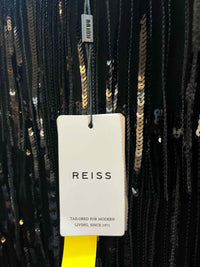 REISS
TAILORED FOR MODERN
LIVING, SINCE 1971